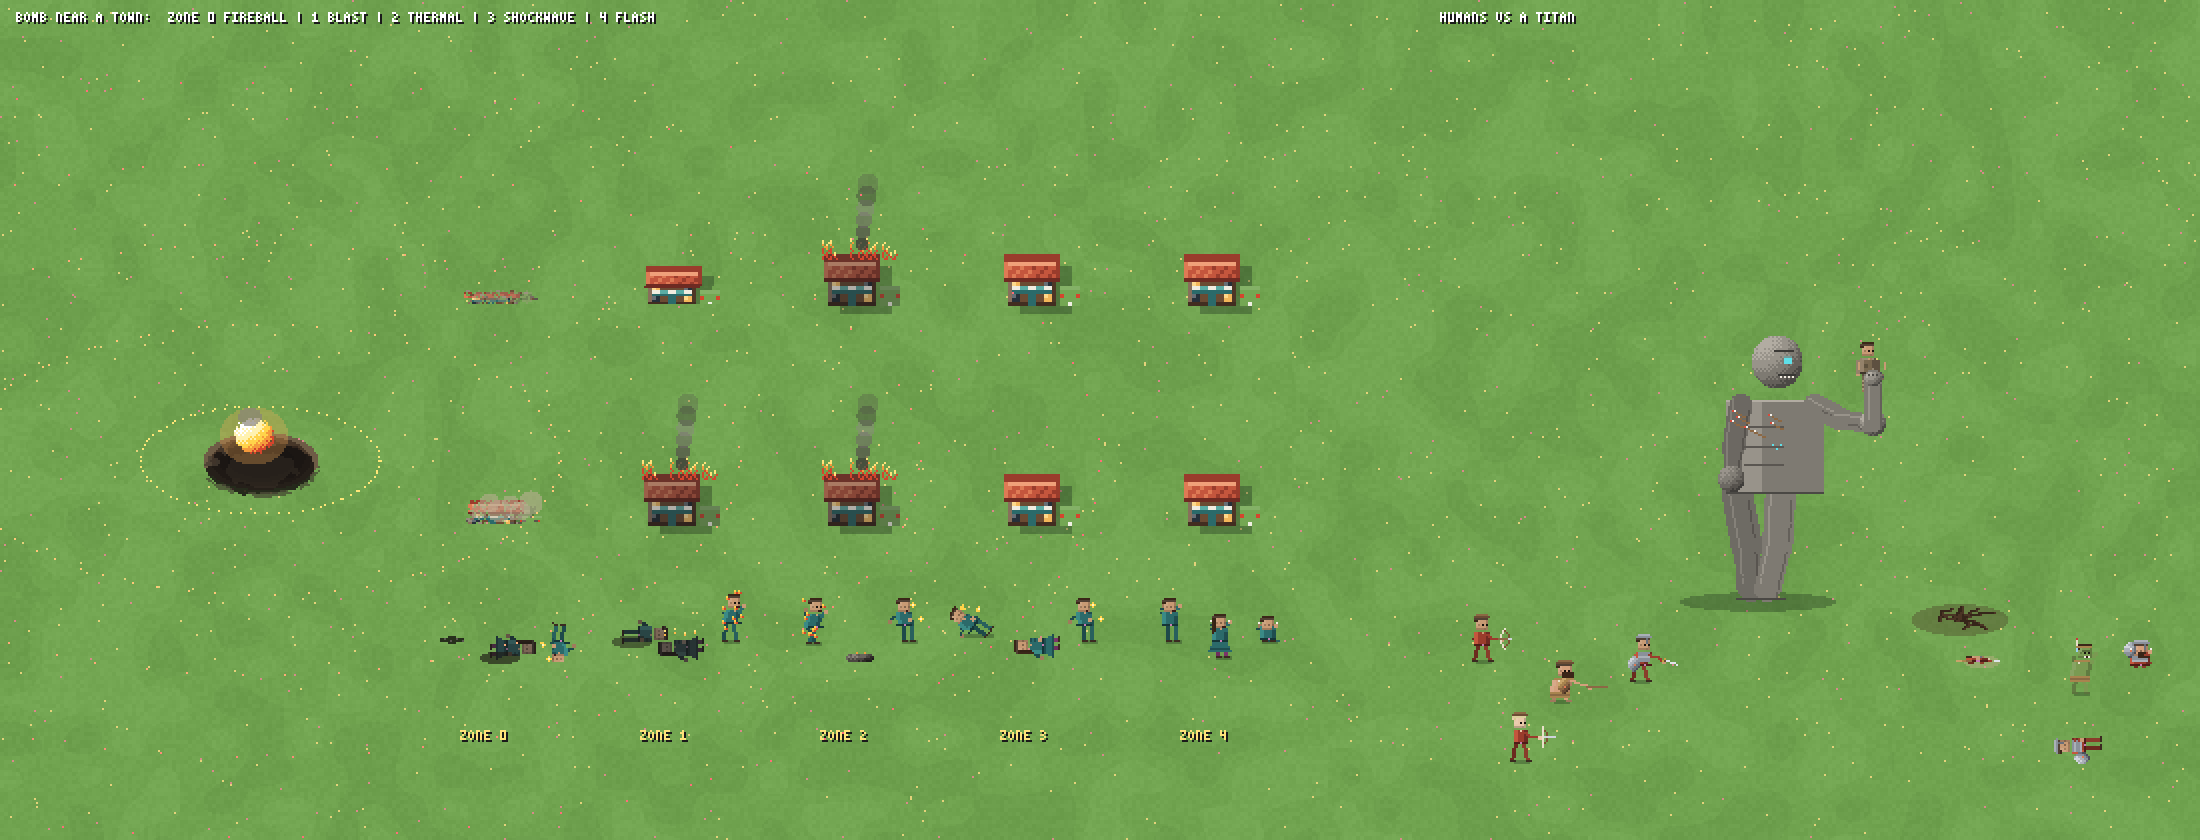 BOMB NEAR A TOWN: ZONE 0 FIREBALL | 1 BLAST | 2 THERMAL | 3 SHOCKWAVE | 4 FLASH
HUMANS VS A TITAN
ZONE 0
ZONE 1
ZONE 2
ZONE 3
ZONE 4